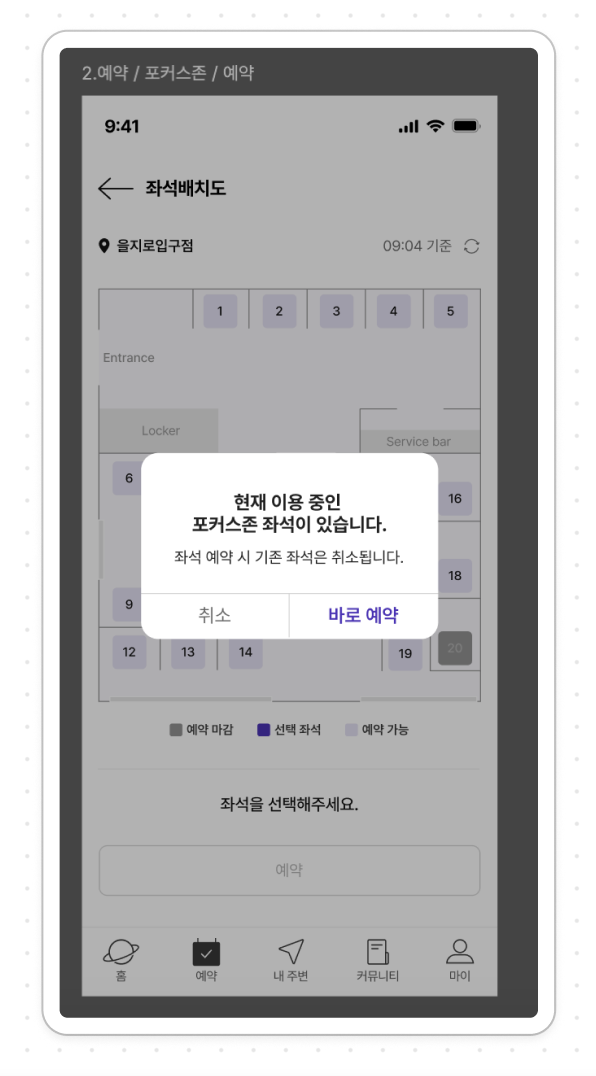 2.예약 / 포커스존 / 예약
9:41
좌석배치도
을지로입구점
09:04 기준
1 2 3 4 5
Entrance
Locker
Service bar
6
16
현재 이용 중인
포커스존 좌석이 있습니다.
좌석 예약 시 기존 좌석은 취소됩니다.
18
취소 바로 예약
9
12 13 14 19 20
예약 마감 선택 좌석 예약 가능
좌석을 선택해주세요.
예약
홈 예약 내 주변 커뮤니티 마이